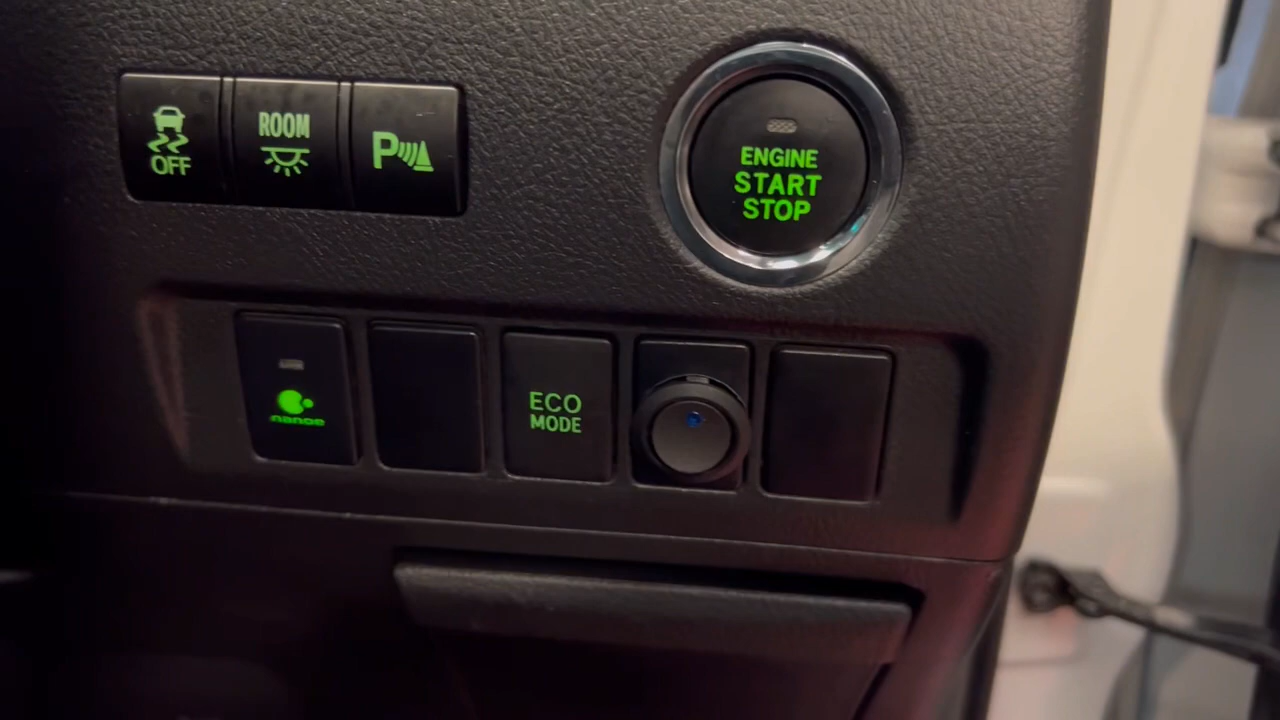 OFF
ROOM
P
ENGINE
START
STOP
nanoe
ECO
MODE